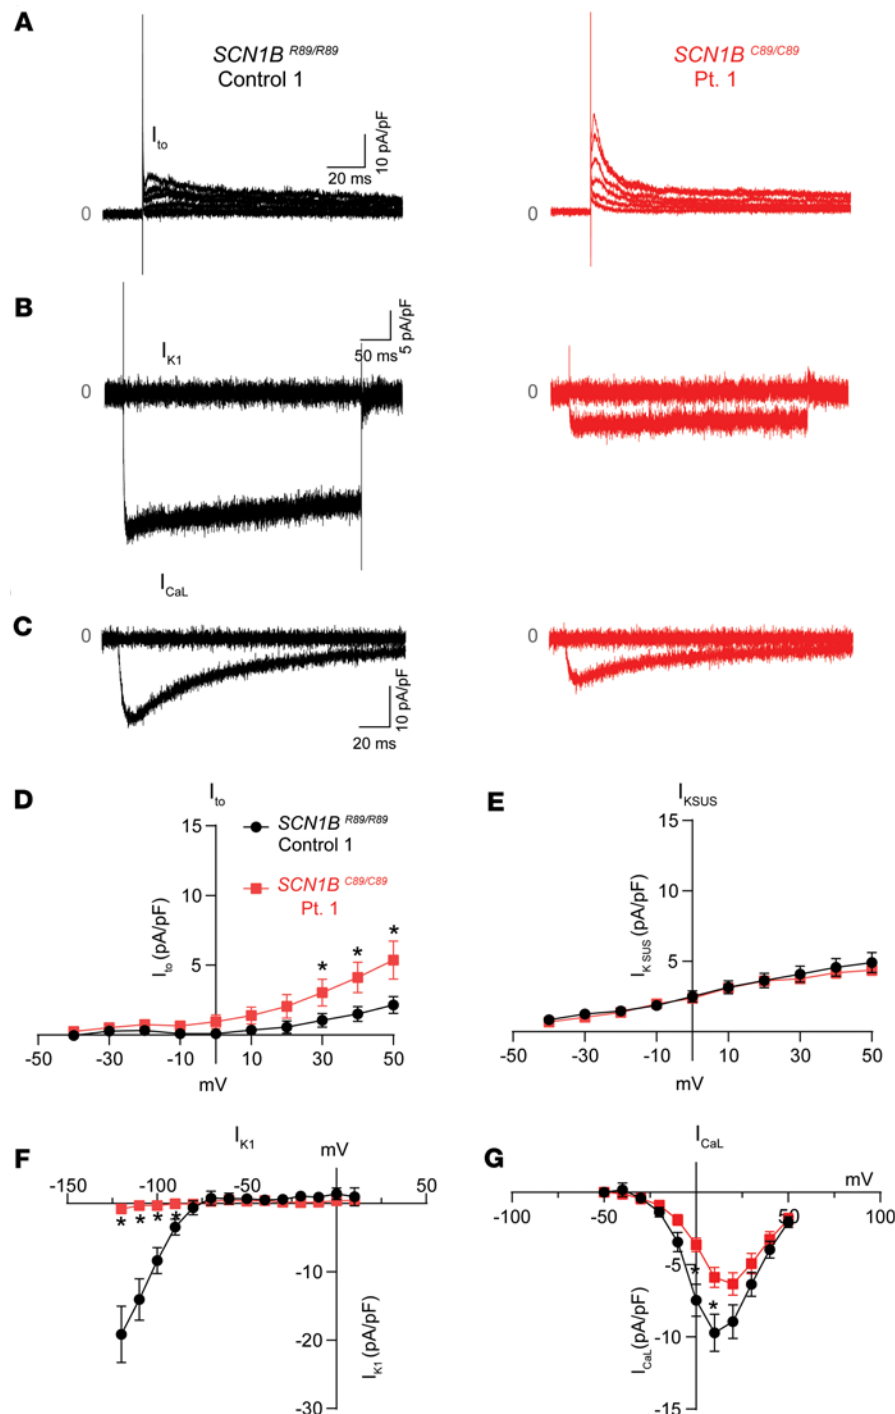 A
SCN1B R89/R89
Control 1
SCN1B C89/C89
Pt. 1
Ito
10 pA/pF
20 ms
0
0
B
IK1
5 pA/pF
50 ms
0
0
ICaL
C
0
0
10 pA/pF
20 ms
D
Ito
E
IKSUS
15
SCN1B R89/R89
Control 1
10
SCN1B C89/C89
Pt. 1
5
Ito (pA/pF)
* * *
-50 -30 -10 10 30 50
mV
15
10
5
IK SUS (pA/pF)
-50 -30 -10 10 30 50
mV
F
IK1
mV
-150 -100 -50 50
* * * *
-10
-20
-30
IK1 (pA/pF)
G
ICaL
mV
-100 -50 50 100
*
*
-5
-10
-15
ICaL (pA/pF)